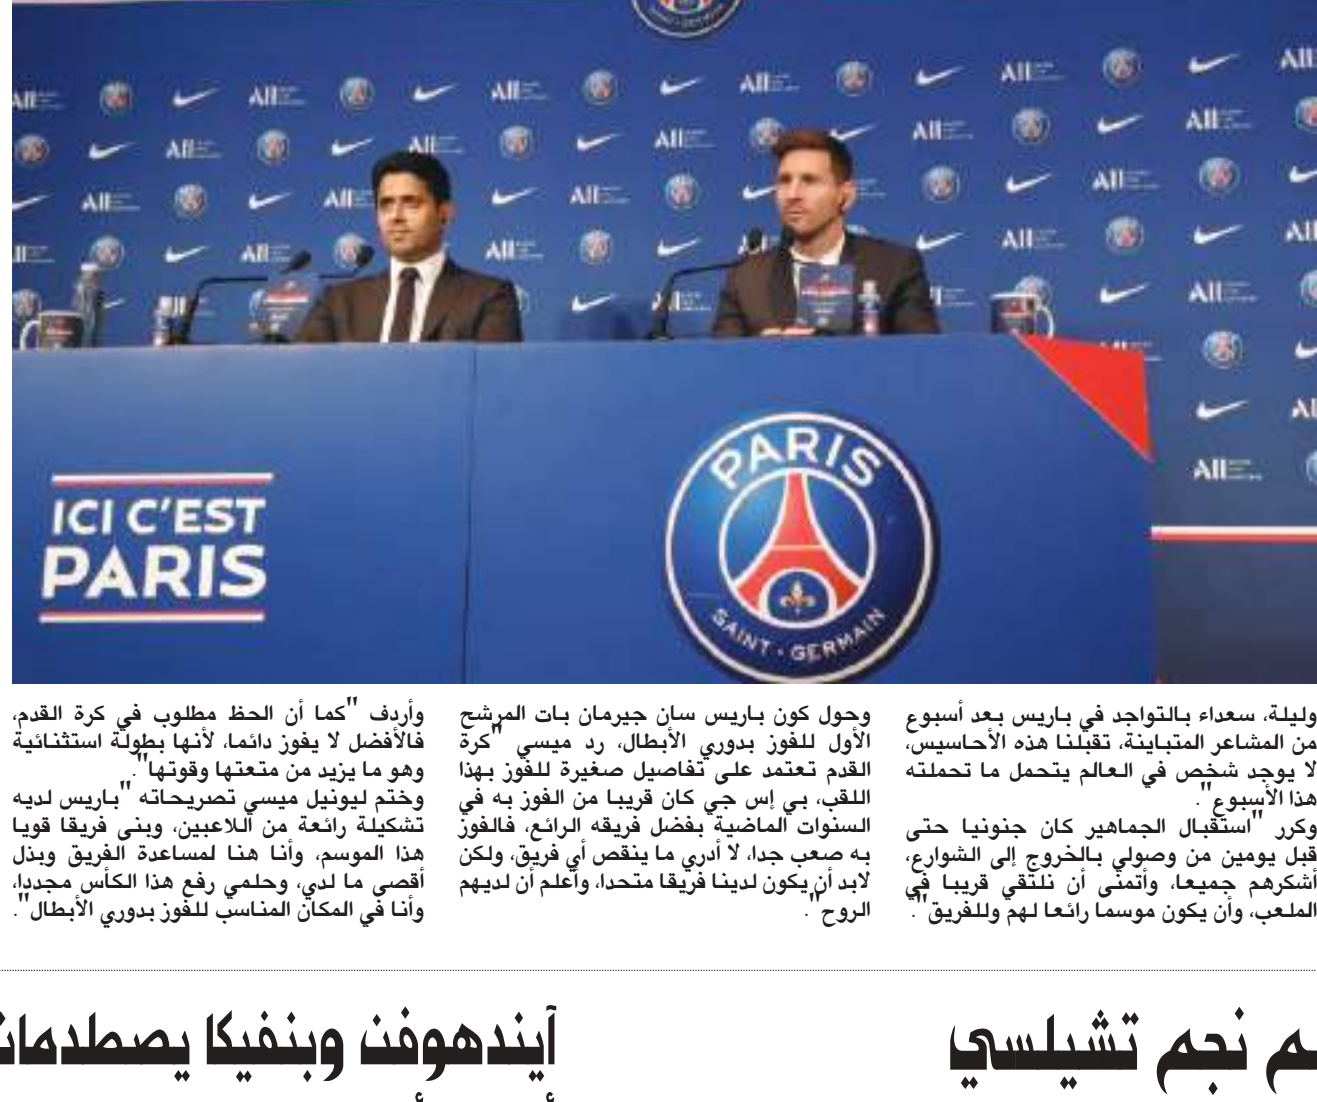 PARIS
SAINT-GERMAIN
ICI C'EST
PARIS
وليلة، سعداء بالتواجد في باريس بعد أسبوع
من المشاعر المتباينة، تقبلنا هذه الأحاسيس،
لا يوجد شخص في العالم يتحمل ما تحملته
هذا الأسبوع".
وكرر "استقبال الجماهير كان جنونيا حتى
قبل يومين من وصولي بالخروج إلى الشوارع،
أشكرهم جميعا، وأتمنى أن نلتقي قريبا في
الملعب، وأن يكون موسما رائعا لهم وللفريق".
وحول كون باريس سان جيرمان بات المرشح
الأول للفوز بدوري الأبطال، رد ميسي "كرة
القدم تعتمد على تفاصيل صغيرة للفوز بهذا
اللقب، بي إس جي كان قريبا من الفوز به في
السنوات الماضية بفضل فريقه الرائع، فالفوز
به صعب جدا، لا أدري ما ينقص أي فريق، ولكن
لابد أن يكون لدينا فريقا متحدا، وأعلم أن لديهم
الروح".
وأردف "كما أن الحظ مطلوب في كرة القدم،
فالأفضل لا يفوز دائما، لأنها بطولة استثنائية
وهو ما يزيد من متعتها وقوتها".
وختم ليونيل ميسي تصريحاته "باريس لديه
تشكيلة رائعة من اللاعبين، وبنى فريقا قويا
هذا الموسم، وأنا هنا لمساعدة الفريق وبذل
أقصى ما لدي، وحلمي رفع هذا الكأس مجددا،
وأنا في المكان المناسب للفوز بدوري الأبطال".
نجم تشيلسي
آيندهوفن وبنفيكا يصطدمان